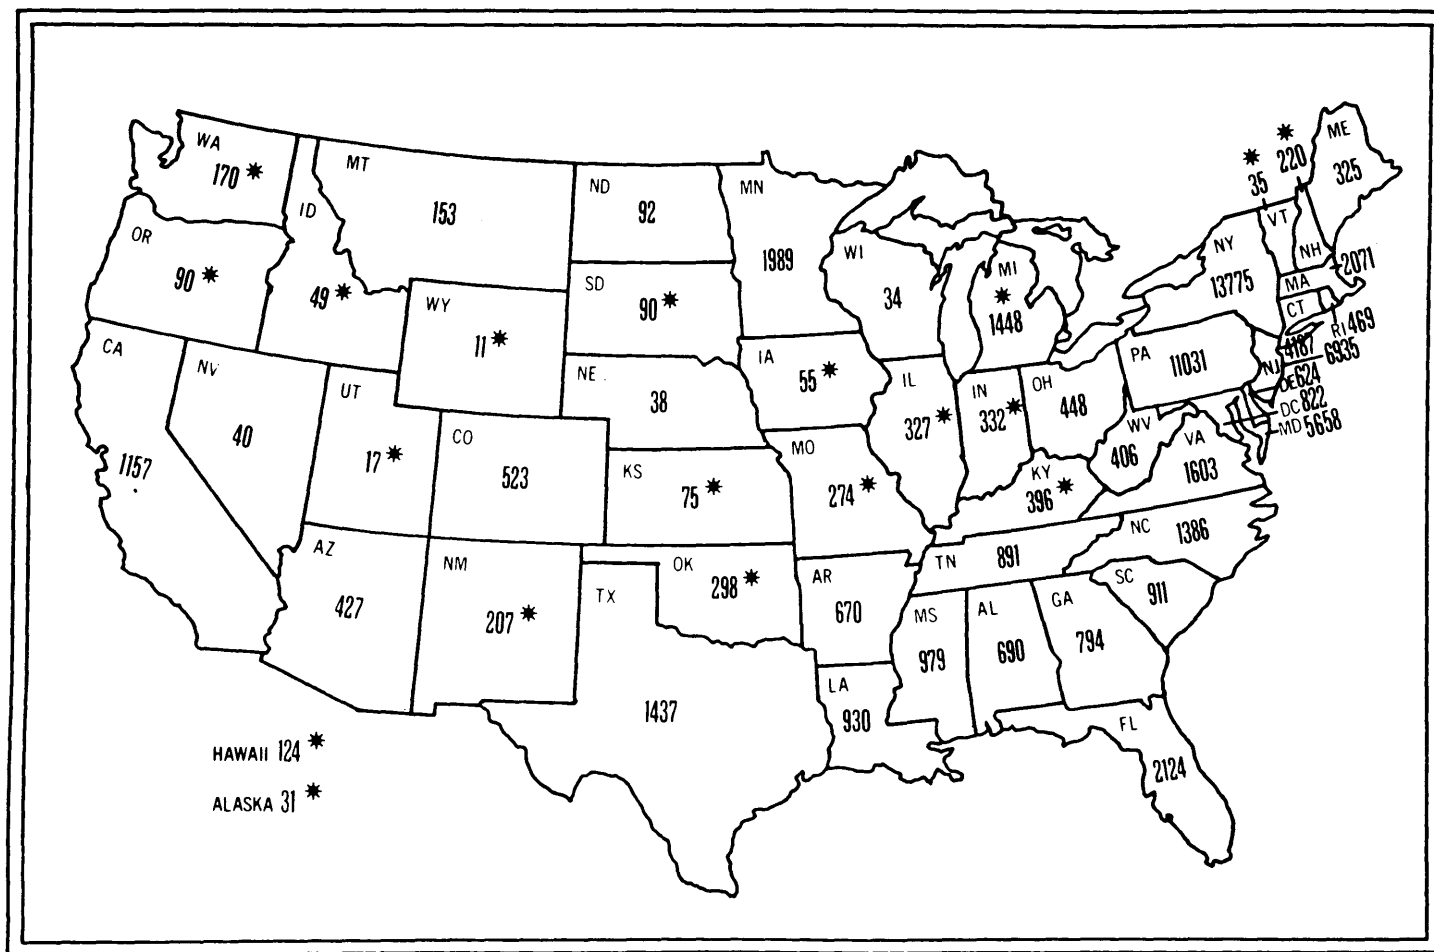 WA
170 *
OR
90 *
CA
1157
ID
49 *
NV
40
MT
153
WY
11 *
UT
17 *
AZ
427
CO
523
NM
207 *
ND
92
SD
90 *
NE
38
KS
75 *
OK
298 *
TX
1437
MN
1989
IA
55 *
MO
274 *
AR
670
LA
930
WI
34
IL
327 *
MI
*
1448
IN
332 *
OH
448
KY
396 *
TN
891
MS
979
AL
690
GA
794
FL
2124
SC
911
NC
1386
VA
1603
WV
406
PA
11031
NY
13775
* 35
VT
* 220
NH
ME
325
MA
2071
CT
4187
RI 469
NJ
6935
DE 624
DC 822
MD 5658
HAWAII 124 *
ALASKA 31 *